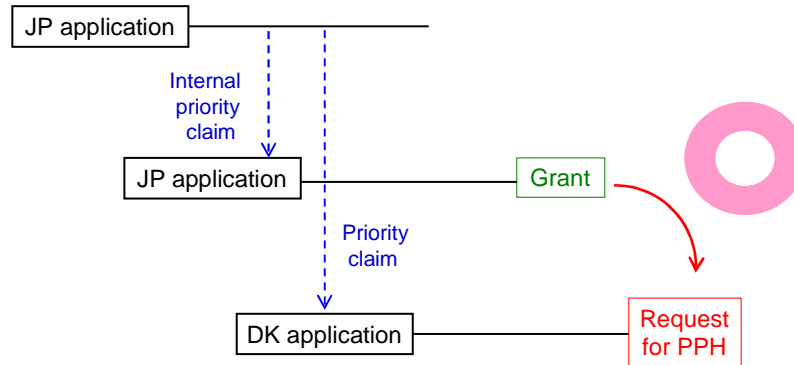 JP application
Internal
priority
claim
JP application
Grant
Priority
claim
DK application
Request
for PPH